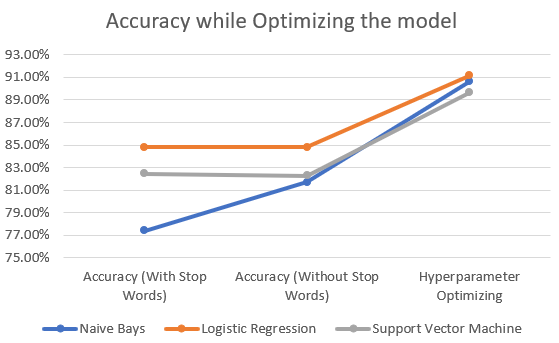 Accuracy while Optimizing the model
93.00%
91.00%
89.00%
87.00%
85.00%
83.00%
81.00%
79.00%
77.00%
75.00%
Accuracy (With Stop
Words)
Accuracy (Without Stop
Words)
Hyperparameter
Optimizing
Naive Bays
Logistic Regression
Support Vector Machine